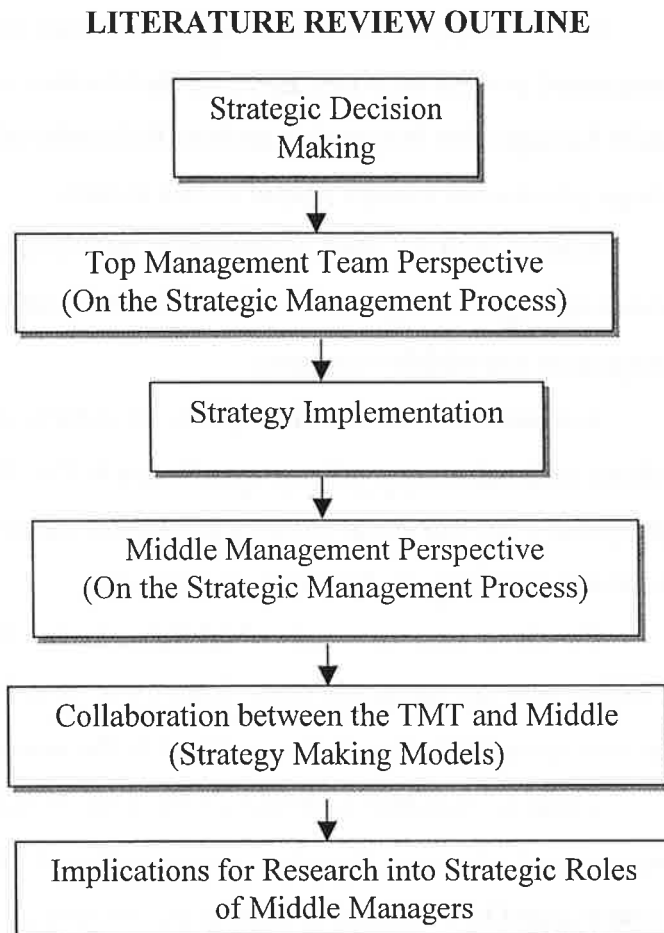 LITERATURE REVIEW OUTLINE
Strategic Decision
Making
Top Management Team Perspective
(On the Strategic Management Process)
Strategy Implementation
Middle Management Perspective
(On the Strategic Management Process)
Collaboration between the TMT and Middle
(Strategy Making Models)
Implications for Research into Strategic Roles
of Middle Managers